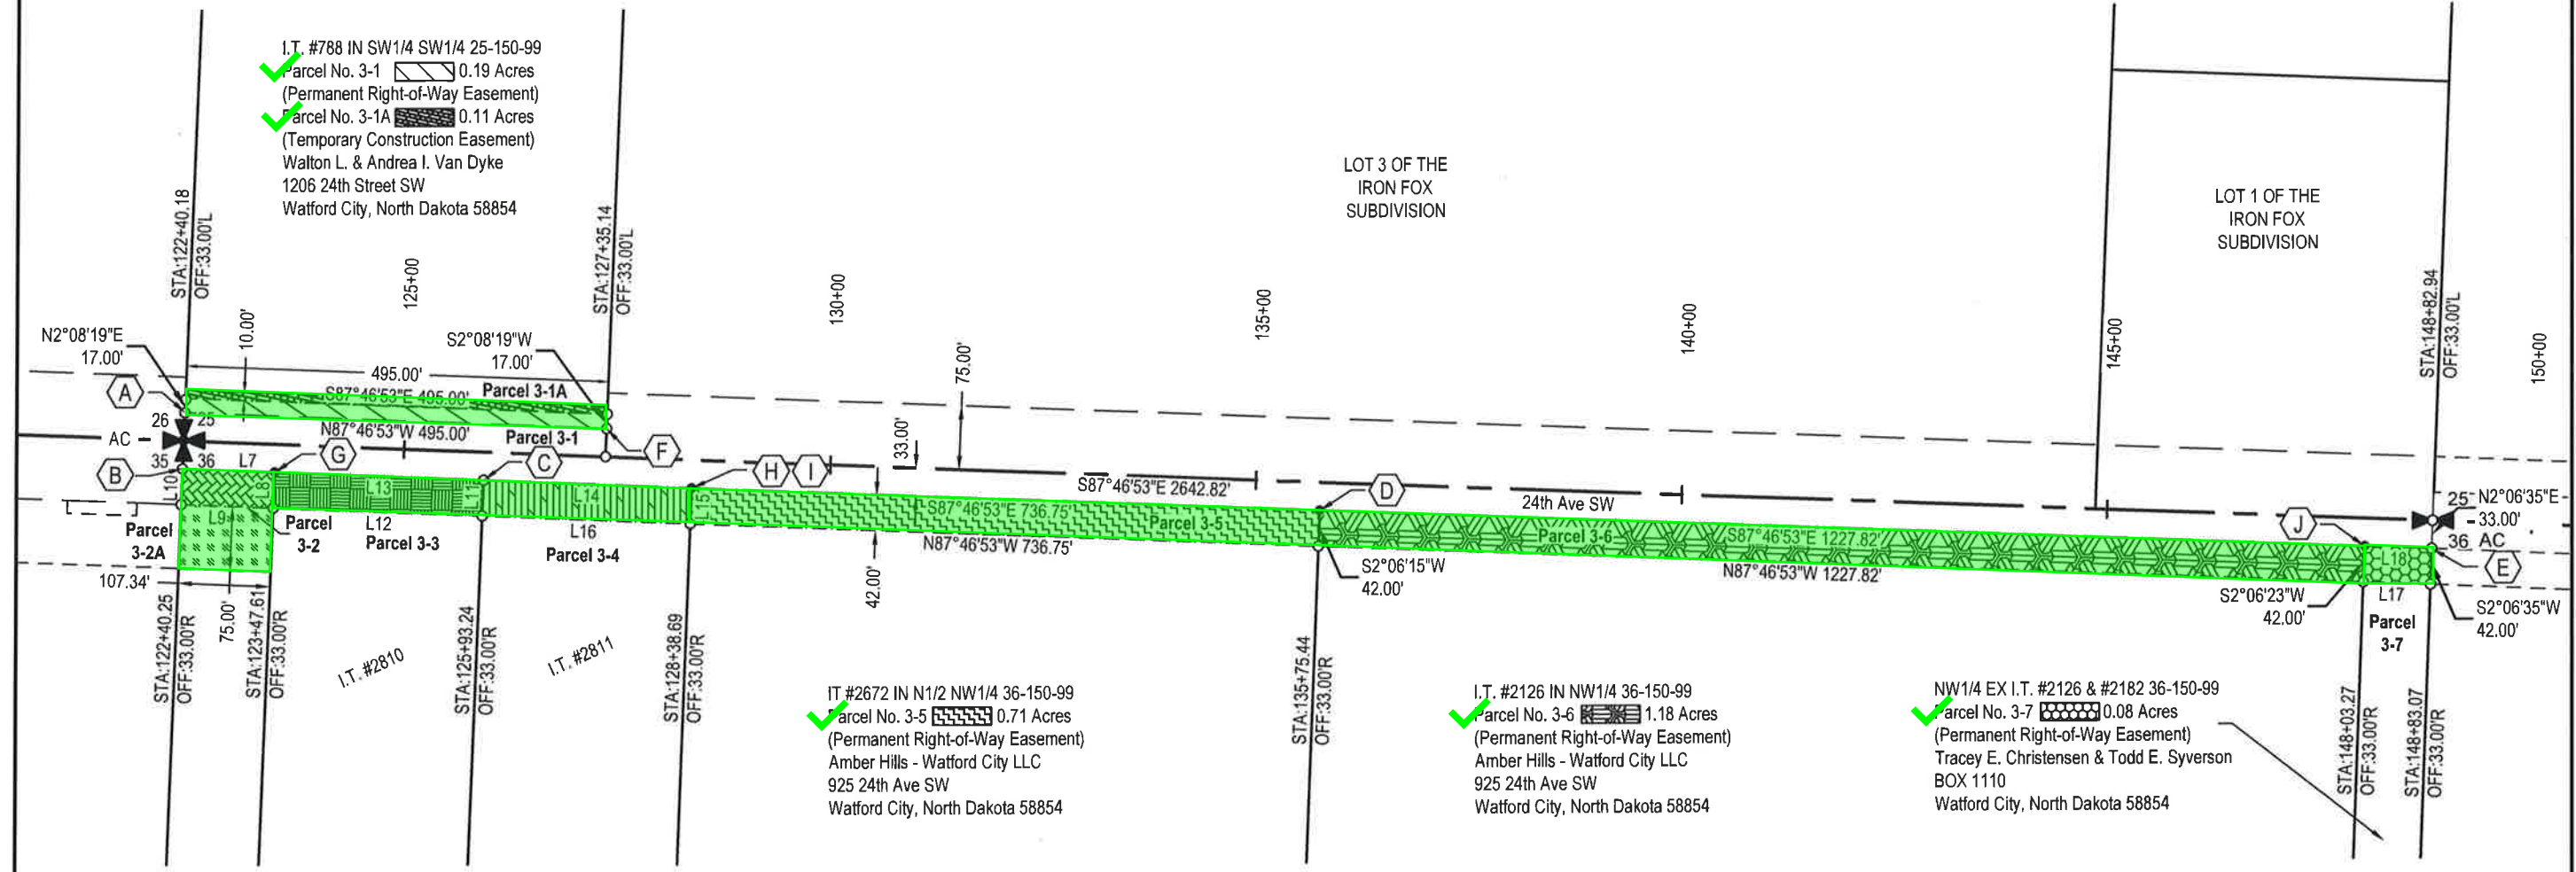 I.T. #788 IN SW1/4 SW1/4 25-150-99
Parcel No. 3-1 0.19 Acres
(Permanent Right-of-Way Easement)
Parcel No. 3-1A 0.11 Acres
(Temporary Construction Easement)
Walton L. & Andrea I. Van Dyke
1206 24th Street SW
Watford City, North Dakota 58854
LOT 3 OF THE
IRON FOX
SUBDIVISION
LOT 1 OF THE
IRON FOX
SUBDIVISION
STA:122+40.18
OFF:33.00'L
STA:127+35.14
OFF:33.00'L
STA:148+82.94
OFF:33.00'L
125+00
130+00
135+00
140+00
145+00
150+00
N2°08'19"E
17.00'
10.00'
S2°08'19"W
17.00'
495.00'
S87°46'53"E 495.00'
Parcel 3-1A
75.00'
A
26 25
AC
N87°46'53"W 495.00'
Parcel 3-1
F
33.00'
35 36
L7
G
C
H
I
B
D
S87°46'53"E 2642.82'
24th Ave SW
25
N2°06'35"E
33.00'
J
36 AC
E
L10
L8
L13
L11
L14
L15
S87°46'53"E 736.75'
Parcel 3-5
Parcel 3-6
S87°46'53"E 1227.82'
L18
L9
Parcel
3-2A
Parcel
3-2
L12
Parcel 3-3
L16
Parcel 3-4
N87°46'53"W 736.75'
S2°06'15"W
42.00'
N87°46'53"W 1227.82'
S2°06'23"W
42.00'
L17
Parcel
3-7
S2°06'35"W
42.00'
107.34'
75.00'
42.00'
STA:122+40.25
OFF:33.00'R
STA:123+47.61
OFF:33.00'R
I.T. #2810
STA:125+93.24
OFF:33.00'R
I.T. #2811
STA:128+38.69
OFF:33.00'R
STA:135+75.44
OFF:33.00'R
STA:148+03.27
OFF:33.00'R
STA:148+83.07
OFF:33.00'R
IT #2672 IN N1/2 NW1/4 36-150-99
Parcel No. 3-5 0.71 Acres
(Permanent Right-of-Way Easement)
Amber Hills - Watford City LLC
925 24th Ave SW
Watford City, North Dakota 58854
I.T. #2126 IN NW1/4 36-150-99
Parcel No. 3-6 1.18 Acres
(Permanent Right-of-Way Easement)
Amber Hills - Watford City LLC
925 24th Ave SW
Watford City, North Dakota 58854
NW1/4 EX I.T. #2126 & #2182 36-150-99
Parcel No. 3-7 0.08 Acres
(Permanent Right-of-Way Easement)
Tracey E. Christensen & Todd E. Syverson
BOX 1110
Watford City, North Dakota 58854